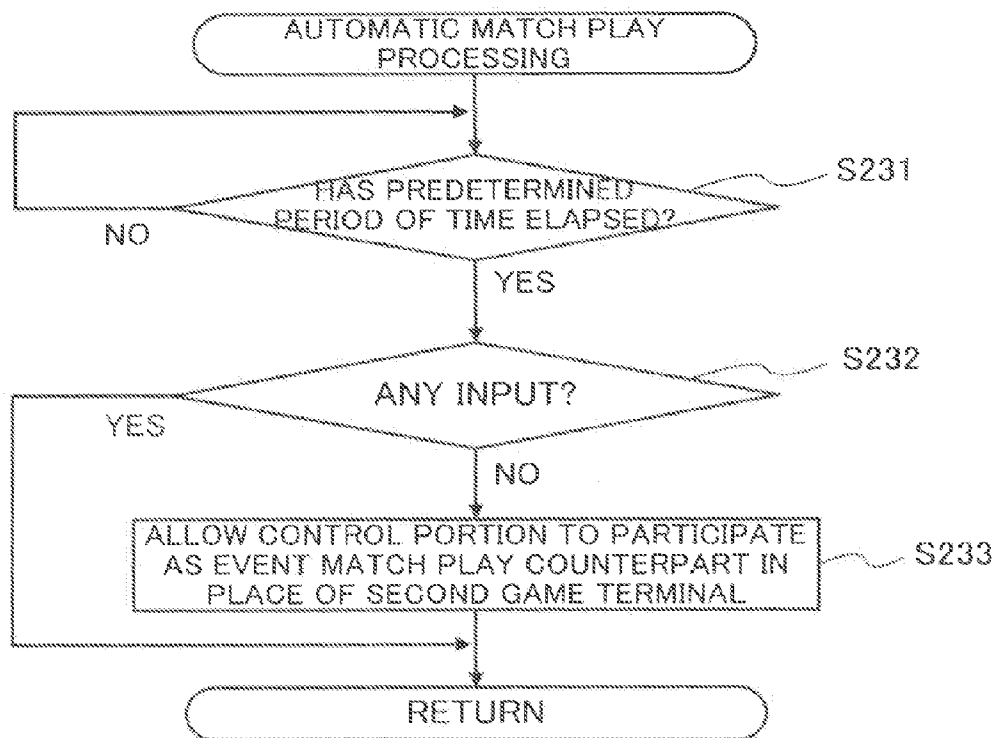 AUTOMATIC MATCH PLAY
PROCESSING
HAS PREDETERMINED
PERIOD OF TIME ELAPSED?
S231
NO
YES
ANY INPUT?
S232
YES
NO
ALLOW CONTROL PORTION TO PARTICIPATE
AS EVENT MATCH PLAY COUNTERPART IN
PLACE OF SECOND GAME TERMINAL
S233
RETURN